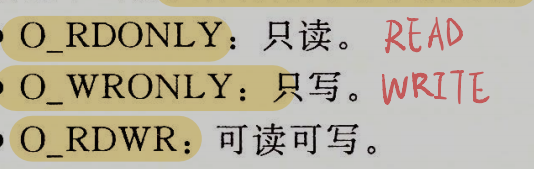 • O_RDONLY：只读。 READ
• O_WRONLY：只写。 WRITE
• O_RDWR：可读可写。